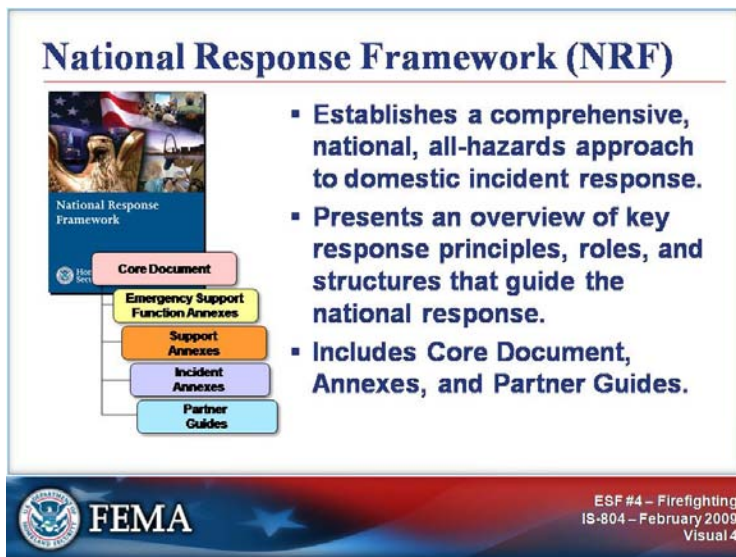 National Response Framework (NRF)
National Response
Framework
Core Document
Emergency Support
Function Annexes
Support
Annexes
Incident
Annexes
Partner
Guides
▪ Establishes a comprehensive,
national, all-hazards approach
to domestic incident response.
▪ Presents an overview of key
response principles, roles, and
structures that guide the
national response.
▪ Includes Core Document,
Annexes, and Partner Guides.
FEMA
ESF #4 – Firefighting
IS-804 – February 2009
Visual 4